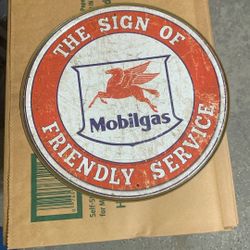 THE SIGN OF
Mobilgas
FRIENDLY SERVICE